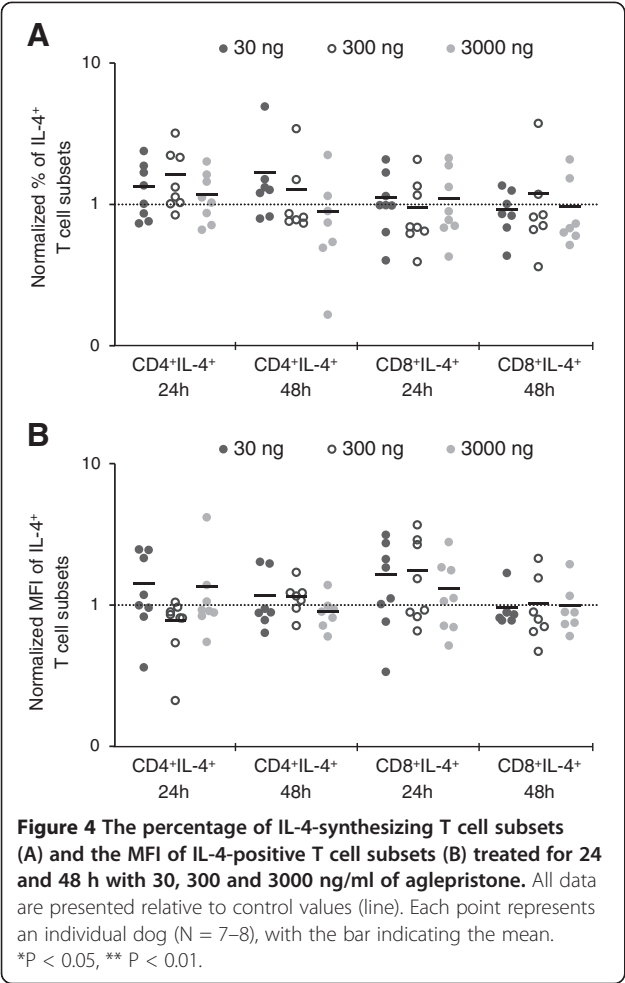 A
30 ng 300 ng 3000 ng
10
1
0
Normalized % of IL-4⁺
T cell subsets
CD4⁺IL-4⁺ CD4⁺IL-4⁺ CD8⁺IL-4⁺ CD8⁺IL-4⁺
24h 48h 24h 48h
B
30 ng 300 ng 3000 ng
10
1
0
Normalized MFI of IL-4⁺
T cell subsets
CD4⁺IL-4⁺ CD4⁺IL-4⁺ CD8⁺IL-4⁺ CD8⁺IL-4⁺
24h 48h 24h 48h
Figure 4 The percentage of IL-4-synthesizing T cell subsets
(A) and the MFI of IL-4-positive T cell subsets (B) treated for 24
and 48 h with 30, 300 and 3000 ng/ml of aglepristone. All data
are presented relative to control values (line). Each point represents
an individual dog (N = 7–8), with the bar indicating the mean.
*P < 0.05, ** P < 0.01.